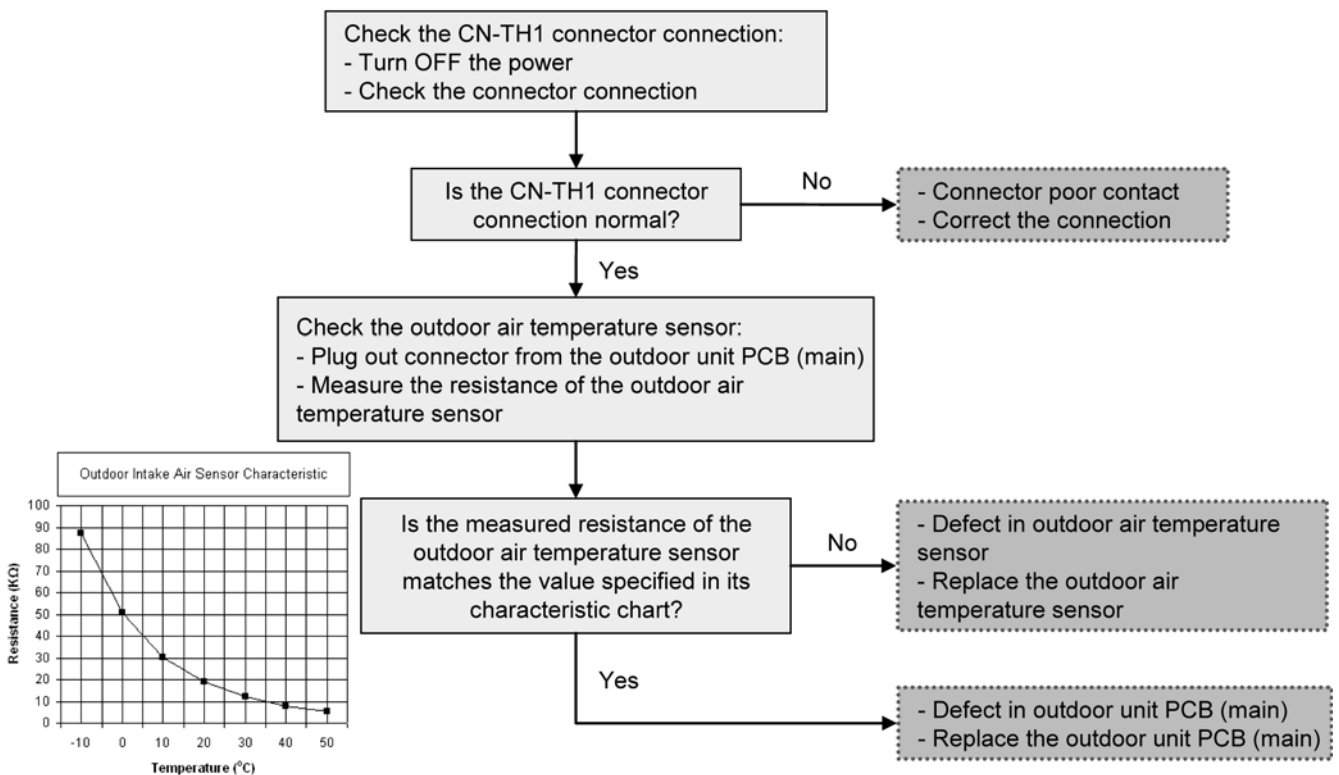 Check the CN-TH1 connector connection:
- Turn OFF the power
- Check the connector connection
Is the CN-TH1 connector
connection normal?
No
- Connector poor contact
- Correct the connection
Yes
Check the outdoor air temperature sensor:
- Plug out connector from the outdoor unit PCB (main)
- Measure the resistance of the outdoor air
temperature sensor
Outdoor Intake Air Sensor Characteristic
Resistance (KΩ)
100
90
80
70
60
50
40
30
20
10
0
-10 0 10 20 30 40 50
Temperature (⁰C)
Is the measured resistance of the
outdoor air temperature sensor
matches the value specified in its
characteristic chart?
No
- Defect in outdoor air temperature
sensor
- Replace the outdoor air
temperature sensor
Yes
- Defect in outdoor unit PCB (main)
- Replace the outdoor unit PCB (main)